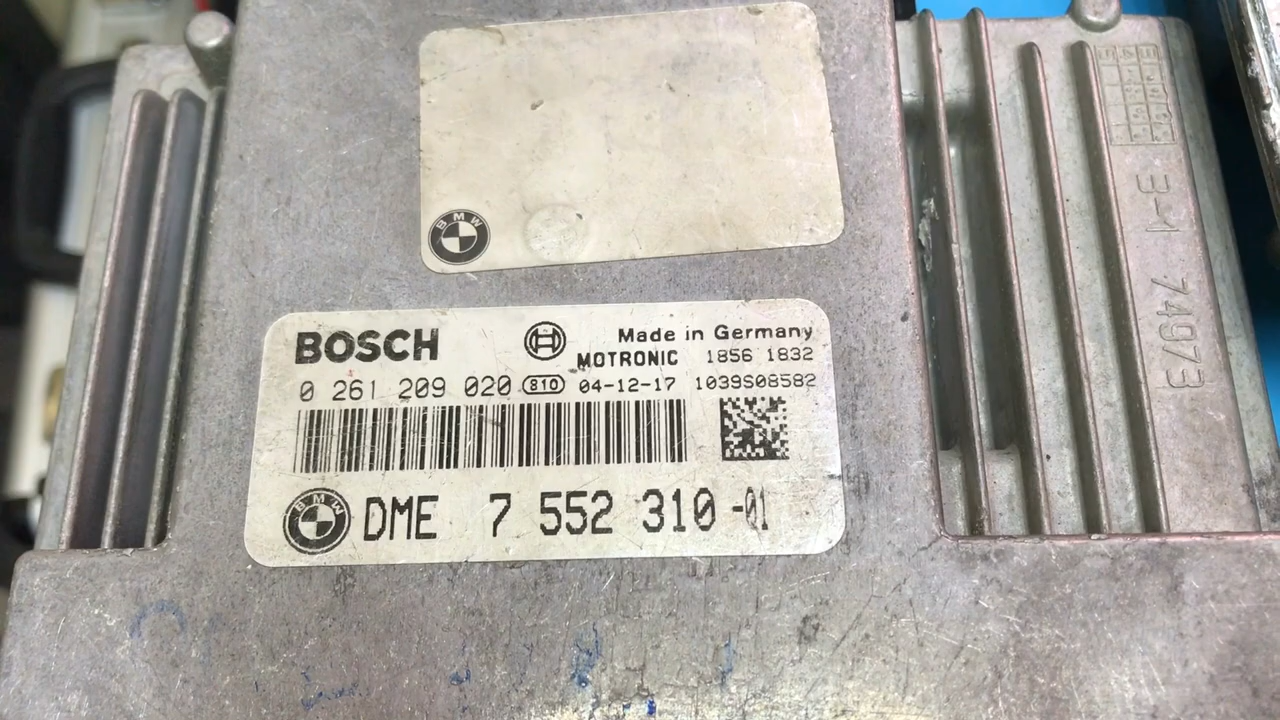 BMW
BOSCH
Made in Germany
MOTRONIC 1856 1832
0 261 209 020 810 04-12-17 1039S08582
BMW DME 7 552 310 -01
3-1 74973